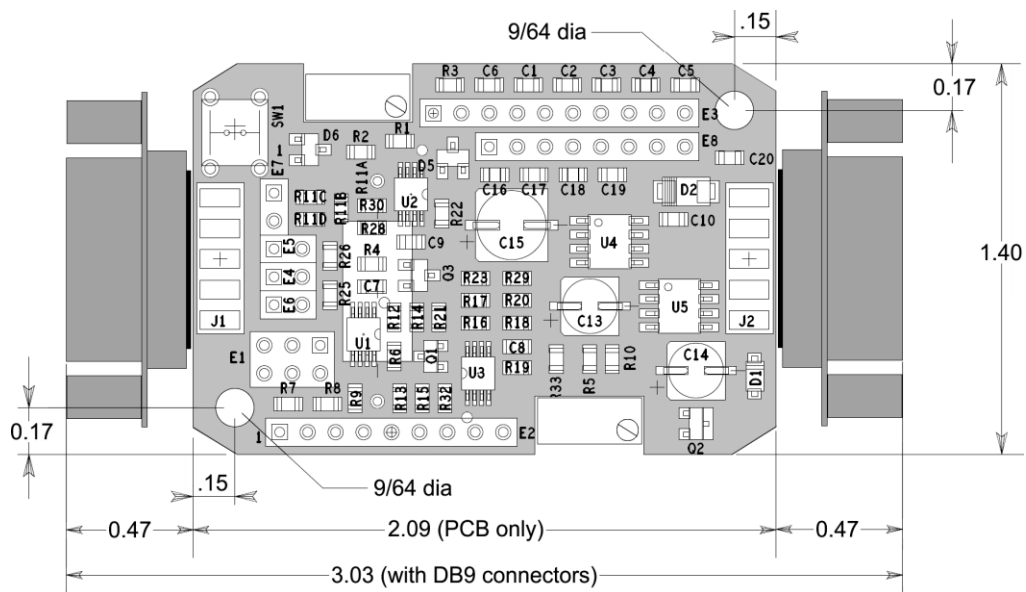 .15
9/64 dia
0.17
R3 C6 C1 C2 C3 C4 C5
SW1
E3
D6 R2 R1
E8
1
E7
R11A
D5
C20
C16 C17 C18 C19
R11C
R11B
R30
U2
R22
D2
R11D
R28
C10
C15
U4
E5
R26
R4
C9
1.40
E4
Q3
R23 R29
C7
E6
R25
R17 R20
U5
J1
R12 R14 R21
R16 R18
C13
J2
E1
U1
R6
Q1
C8
R10
C14
U3
R19
R33
R5
D1
R7 R8
R9
R13 R15 R32
0.17
1
E2
Q2
.15
9/64 dia
0.47
2.09 (PCB only)
0.47
3.03 (with DB9 connectors)